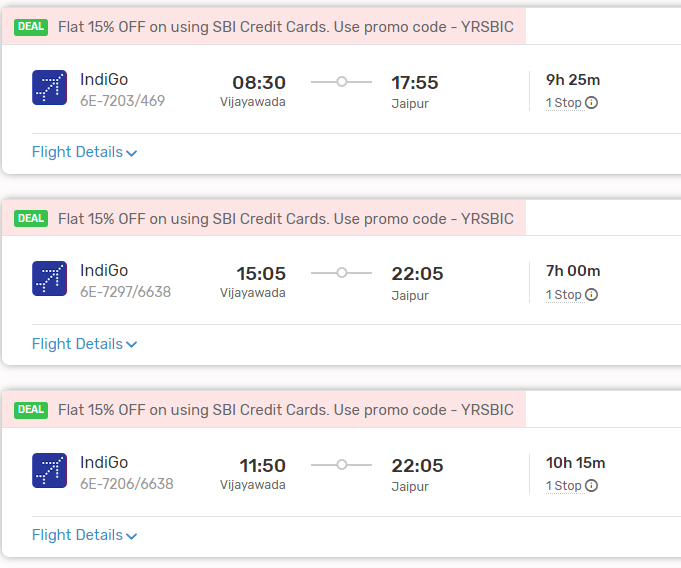 DEAL Flat 15% OFF on using SBI Credit Cards. Use promo code - YRSBIC
IndiGo 08:30 17:55 9h 25m
6E-7203/469 Vijayawada Jaipur 1 Stop
Flight Details
DEAL Flat 15% OFF on using SBI Credit Cards. Use promo code - YRSBIC
IndiGo 15:05 22:05 7h 00m
6E-7297/6638 Vijayawada Jaipur 1 Stop
Flight Details
DEAL Flat 15% OFF on using SBI Credit Cards. Use promo code - YRSBIC
IndiGo 11:50 22:05 10h 15m
6E-7206/6638 Vijayawada Jaipur 1 Stop
Flight Details